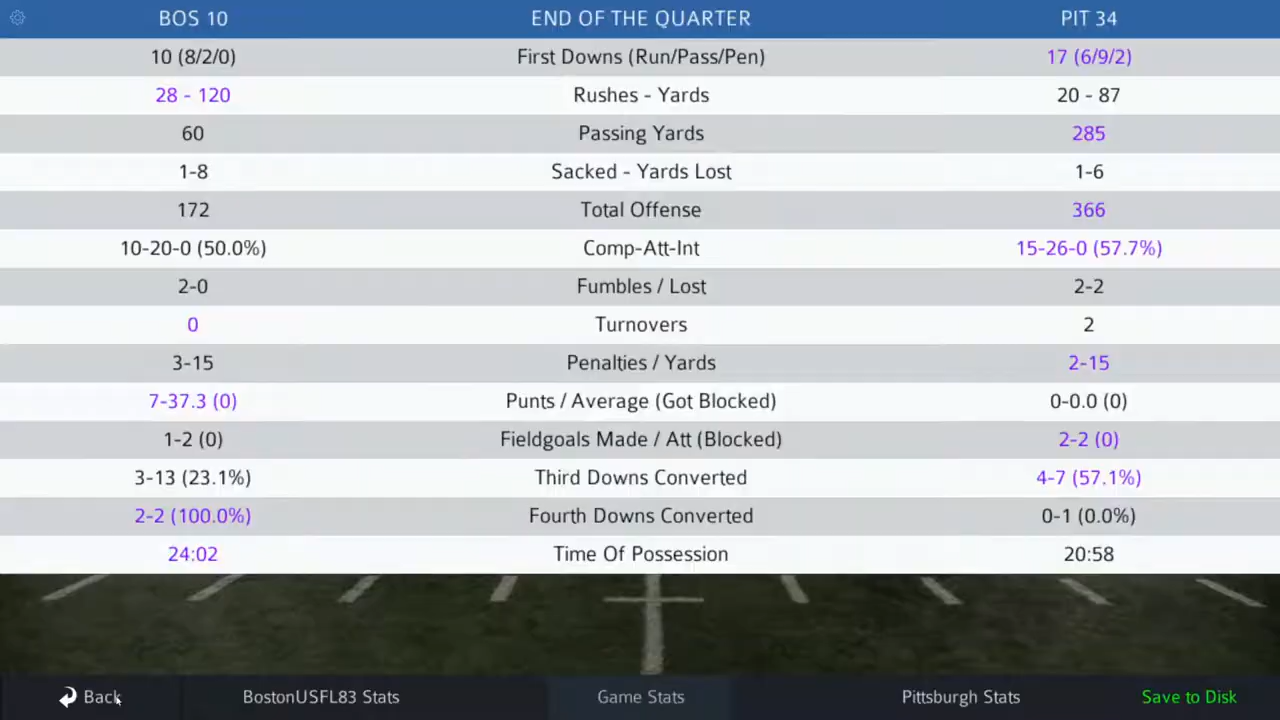 BOS 10 END OF THE QUARTER PIT 34
10 (8/2/0) First Downs (Run/Pass/Pen) 17 (6/9/2)
28 - 120 Rushes - Yards 20 - 87
60 Passing Yards 285
1-8 Sacked - Yards Lost 1-6
172 Total Offense 366
10-20-0 (50.0%) Comp-Att-Int 15-26-0 (57.7%)
2-0 Fumbles / Lost 2-2
0 Turnovers 2
3-15 Penalties / Yards 2-15
7-37.3 (0) Punts / Average (Got Blocked) 0-0.0 (0)
1-2 (0) Fieldgoals Made / Att (Blocked) 2-2 (0)
3-13 (23.1%) Third Downs Converted 4-7 (57.1%)
2-2 (100.0%) Fourth Downs Converted 0-1 (0.0%)
24:02 Time Of Possession 20:58
Back BostonUSFL83 Stats Game Stats Pittsburgh Stats Save to Disk